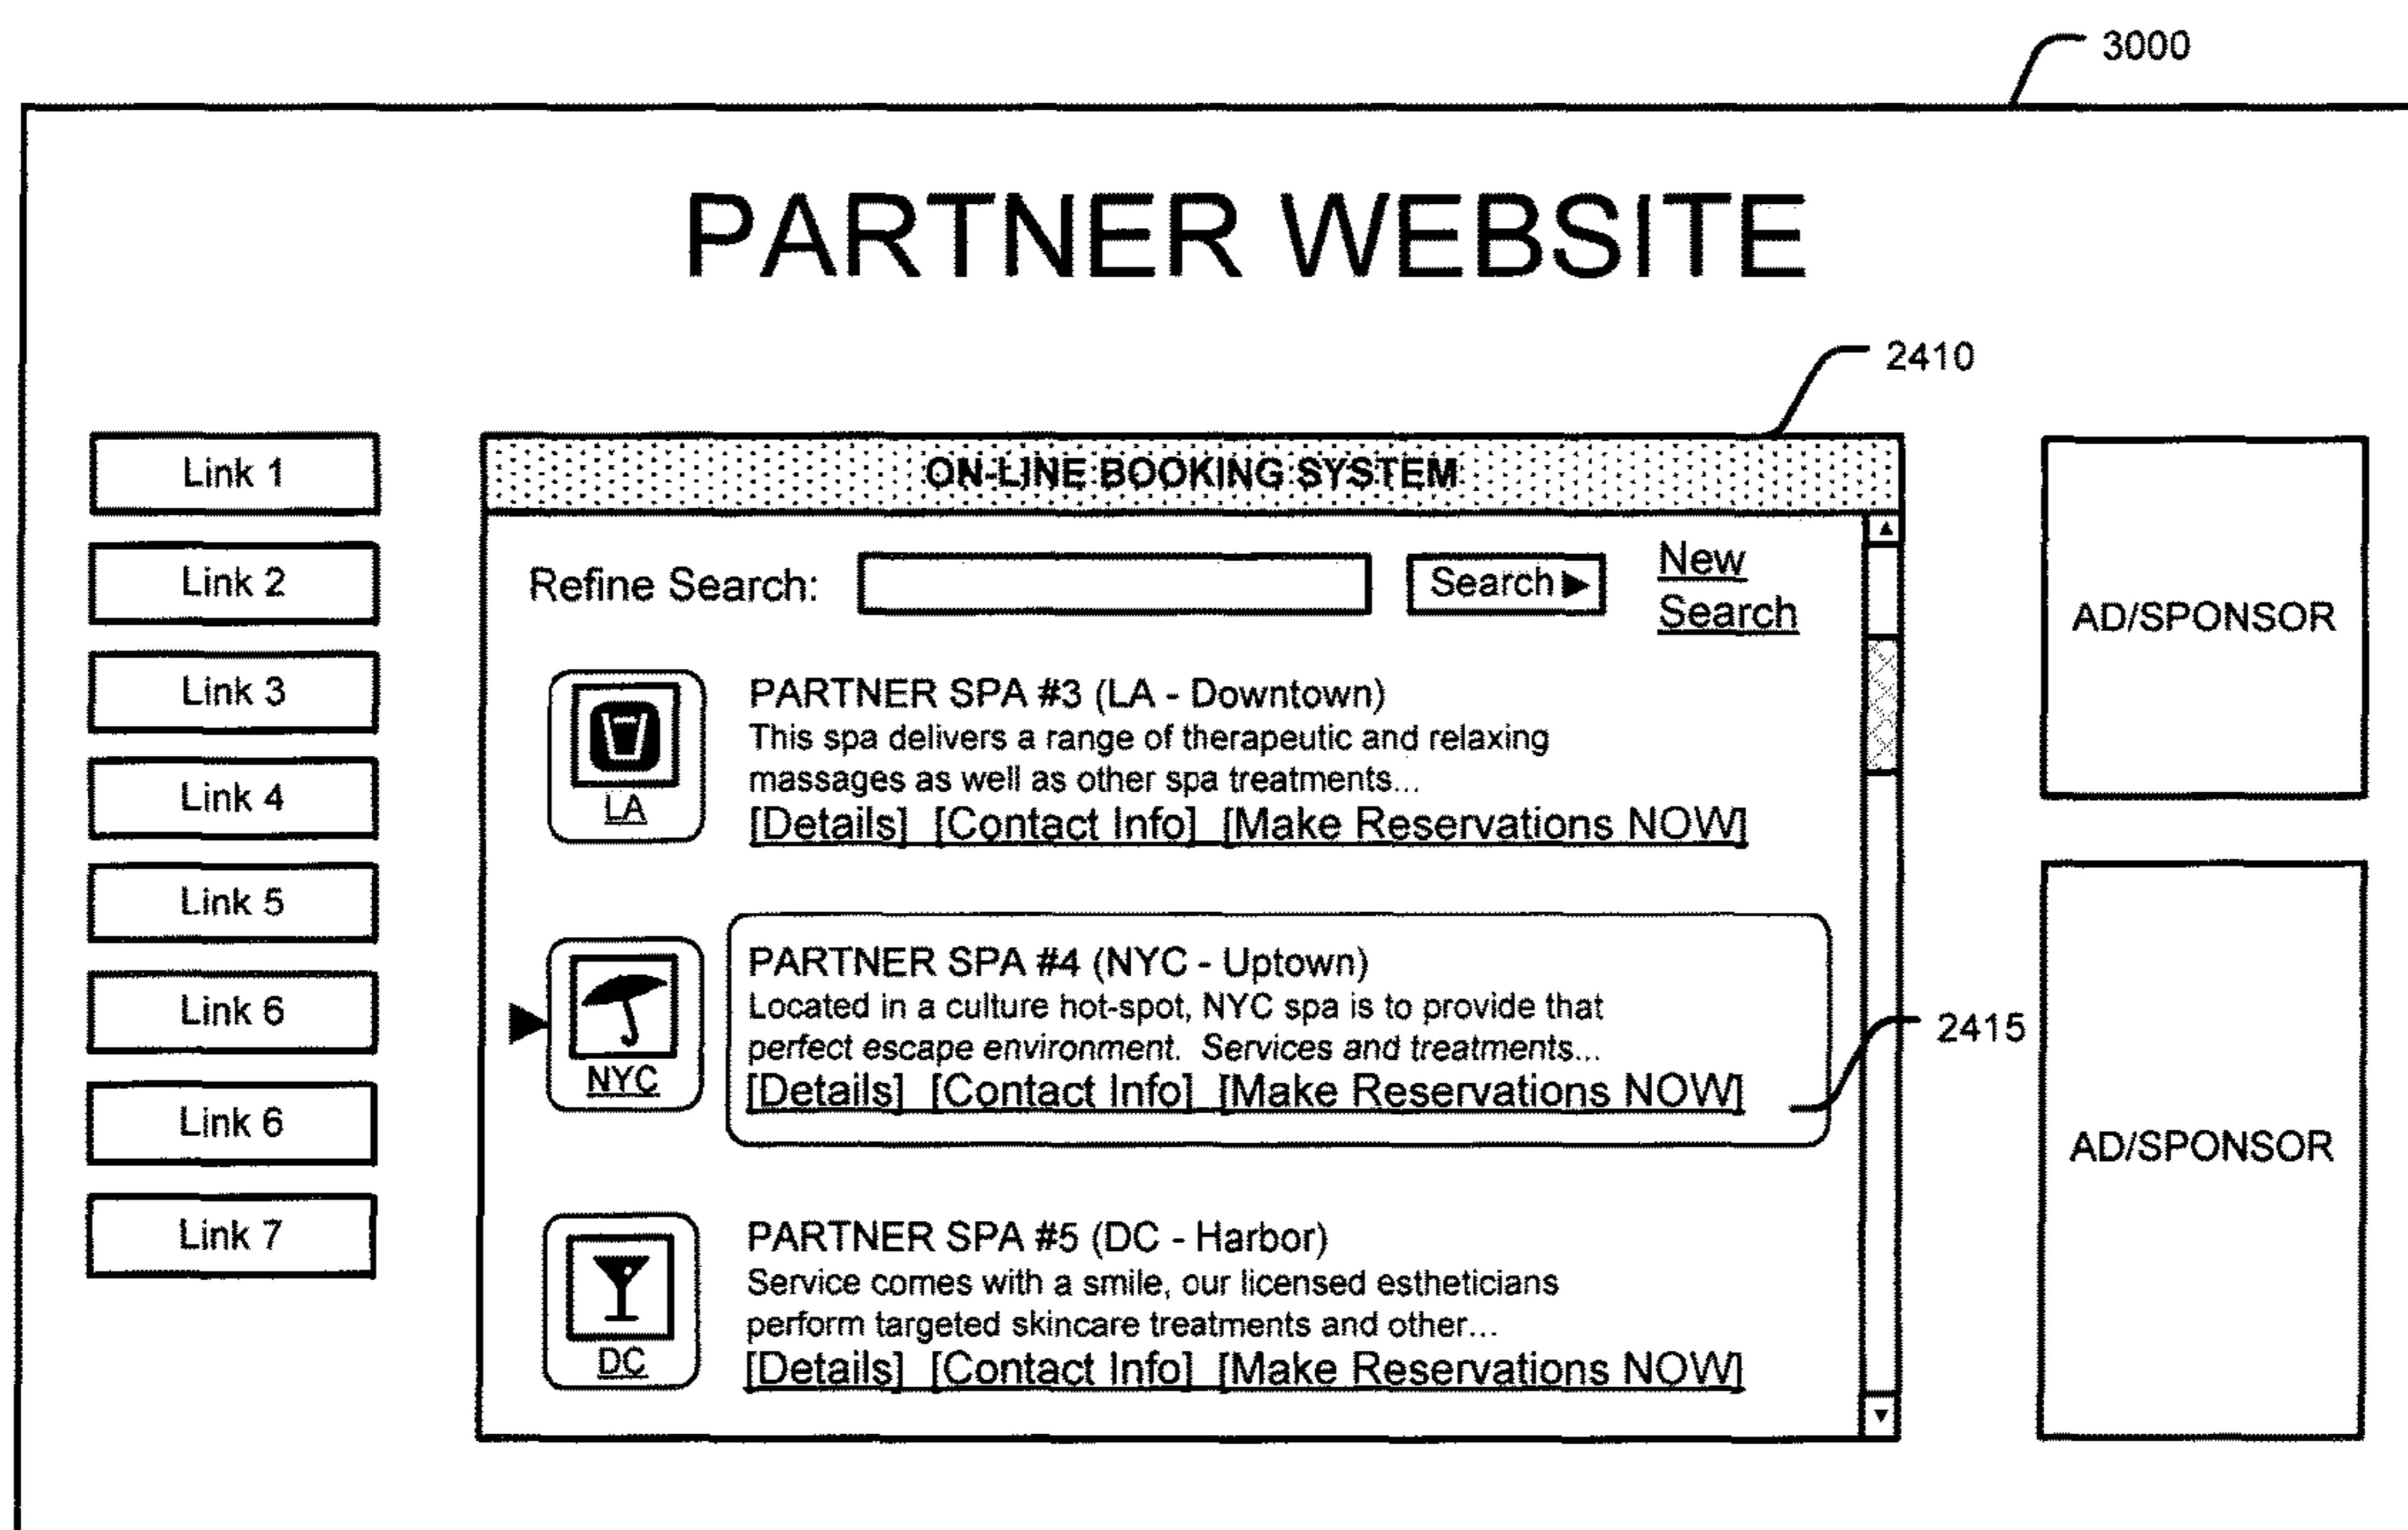 3000
PARTNER WEBSITE
2410
Link 1
Link 2
Link 3
Link 4
Link 5
Link 6
Link 6
Link 7
ON-LINE BOOKING SYSTEM
Refine Search:
Search
New
Search
LA
PARTNER SPA #3 (LA - Downtown)
This spa delivers a range of therapeutic and relaxing
massages as well as other spa treatments...
[Details] [Contact Info] [Make Reservations NOW]
NYC
PARTNER SPA #4 (NYC - Uptown)
Located in a culture hot-spot, NYC spa is to provide that
perfect escape environment. Services and treatments...
[Details] [Contact Info] [Make Reservations NOW]
2415
DC
PARTNER SPA #5 (DC - Harbor)
Service comes with a smile, our licensed estheticians
perform targeted skincare treatments and other...
[Details] [Contact Info] [Make Reservations NOW]
AD/SPONSOR
AD/SPONSOR